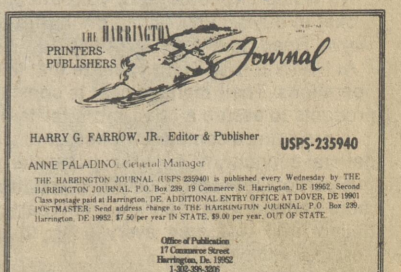 THE HARRINGTON
PRINTERS-
PUBLISHERS
Journal
HARRY G. FARROW, JR., Editor & Publisher
USPS-235940
ANNE PALADINO, General Manager
THE HARRINGTON JOURNAL (USPS 235940) is published every Wednesday by THE
HARRINGTON JOURNAL, P.O. Box 239, 19 Commerce St. Harrington, DE. 19952. Second
Class postage paid at Harrington, DE. ADDITIONAL ENTRY OFFICE AT DOVER, DE 19901
POSTMASTER: Send address change to THE HARRINGTON JOURNAL, P.O. Box 239,
Harrington, DE 19952. $7.50 per year IN STATE, $9.00 per year, OUT OF STATE.
Office of Publication
17 Commerce Street
Harrington, De. 19952
1-302-398-3206